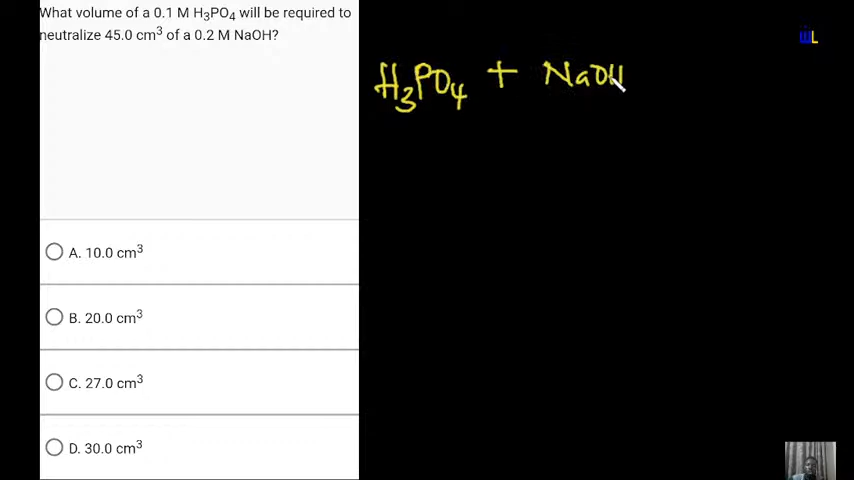 What volume of a 0.1 M H₃PO₄ will be required to
neutralize 45.0 cm³ of a 0.2 M NaOH?
H₃PO₄ + NaOH
A. 10.0 cm³
B. 20.0 cm³
C. 27.0 cm³
D. 30.0 cm³